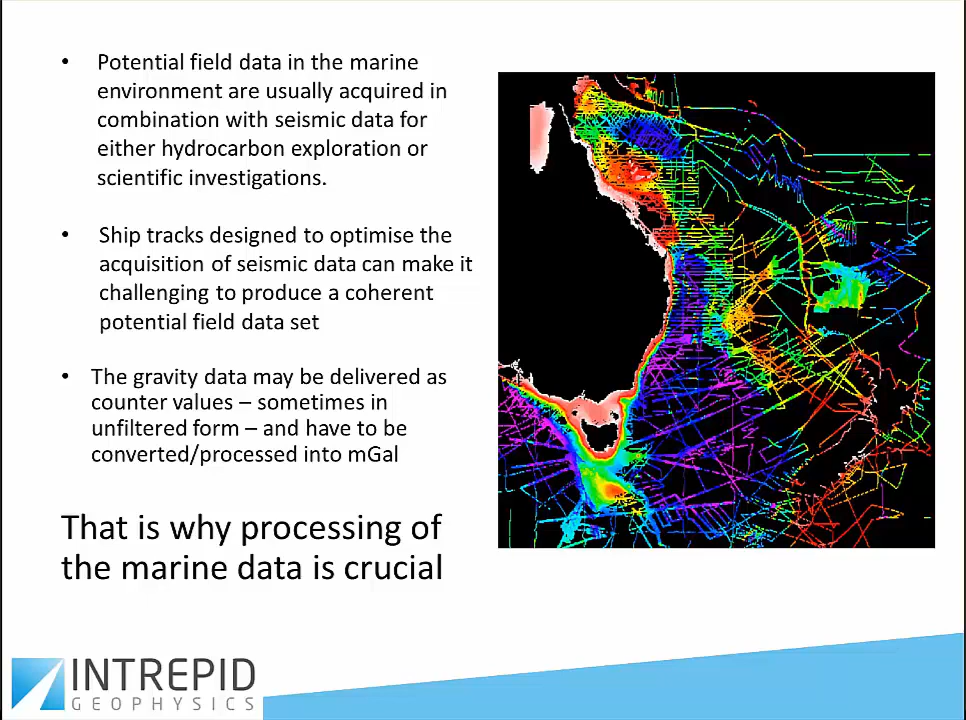 • Potential field data in the marine
environment are usually acquired in
combination with seismic data for
either hydrocarbon exploration or
scientific investigations.
• Ship tracks designed to optimise the
acquisition of seismic data can make it
challenging to produce a coherent
potential field data set
• The gravity data may be delivered as
counter values – sometimes in
unfiltered form – and have to be
converted/processed into mGal
That is why processing of
the marine data is crucial
INTREPID
GEOPHYSICS